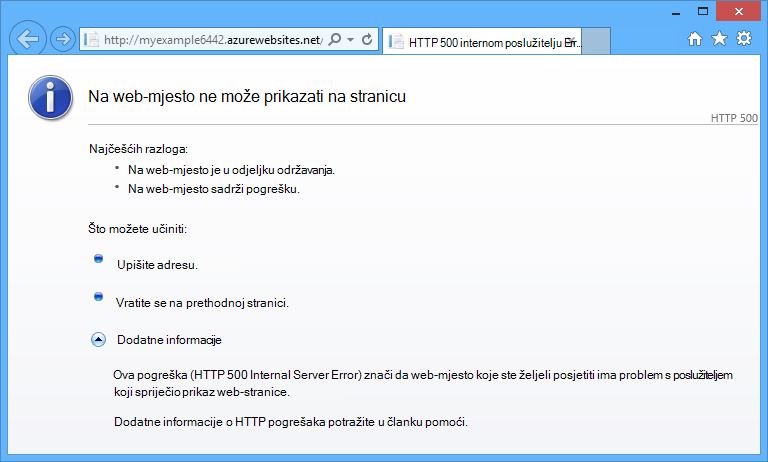 http://myexample6442.azurewebsites.net/
HTTP 500 internom poslužitelju Err...
Na web-mjesto ne može prikazati na stranicu
HTTP 500
Najčešćih razloga:
Na web-mjesto je u odjeljku održavanja.
Na web-mjesto sadrži pogrešku.
Što možete učiniti:
Upišite adresu.
Vratite se na prethodnoj stranici.
Dodatne informacije
Ova pogreška (HTTP 500 Internal Server Error) znači da web-mjesto koje ste željeli posjetiti ima problem s poslužiteljem
koji spriječio prikaz web-stranice.
Dodatne informacije o HTTP pogrešaka potražite u članku pomoći.